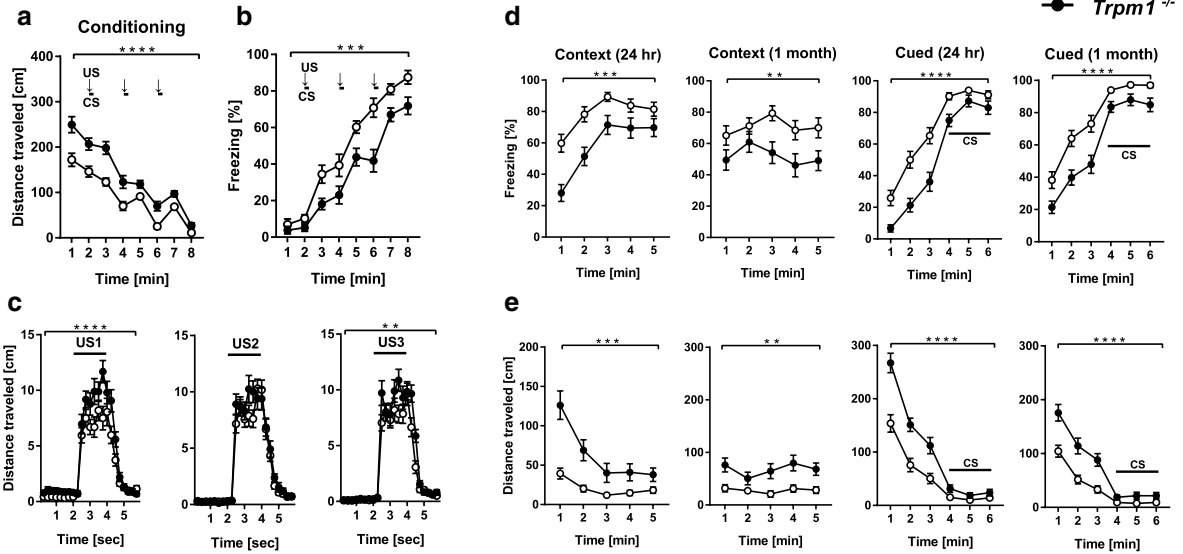 Trpm1 -/-
a
Conditioning
****
US
CS
Distance traveled [cm]
400
300
200
100
0
1 2 3 4 5 6 7 8
Time [min]
b
***
US
CS
Freezing [%]
100
80
60
40
20
0
1 2 3 4 5 6 7 8
Time [min]
c
****
US1
Distance traveled [cm]
15
10
5
0
1 2 3 4 5
Time [sec]
US2
15
10
5
0
1 2 3 4 5
Time [sec]
**
US3
15
10
5
0
1 2 3 4 5
Time [sec]
d
Context (24 hr)
***
Freezing [%]
100
80
60
40
20
0
1 2 3 4 5
Time [min]
Context (1 month)
**
100
80
60
40
20
0
1 2 3 4 5
Time [min]
Cued (24 hr)
****
CS
100
80
60
40
20
0
1 2 3 4 5 6
Time [min]
Cued (1 month)
****
CS
100
80
60
40
20
0
1 2 3 4 5 6
Time [min]
e
***
Distance traveled [cm]
200
150
100
50
0
1 2 3 4 5
Time [min]
**
300
200
100
0
1 2 3 4 5
Time [min]
****
CS
300
200
100
0
1 2 3 4 5 6
Time [min]
****
CS
300
200
100
0
1 2 3 4 5 6
Time [min]